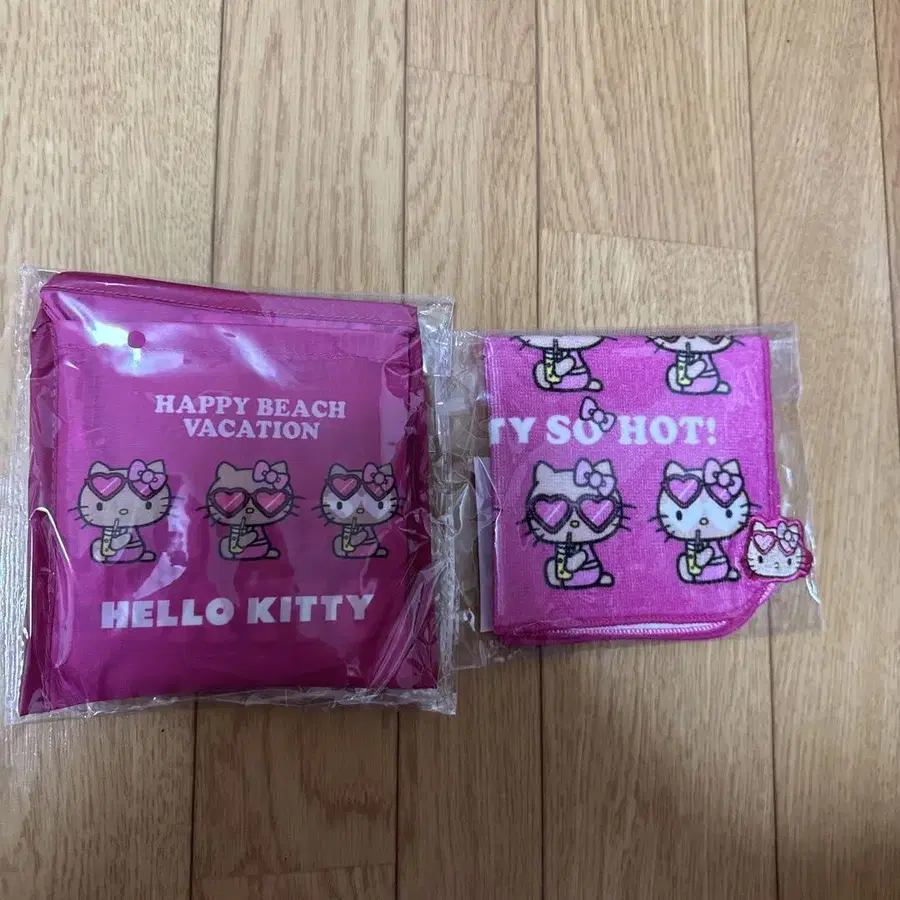 HAPPY BEACH
VACATION
HELLO KITTY
TY SO HOT!